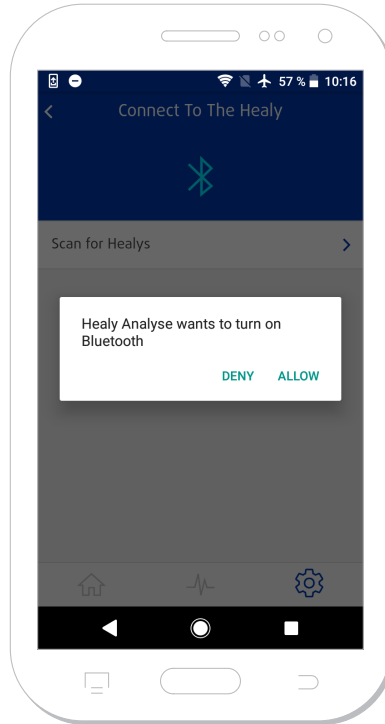 57 % 10:16
Connect To The Healy
Scan for Healys
Healy Analyse wants to turn on
Bluetooth
DENY ALLOW